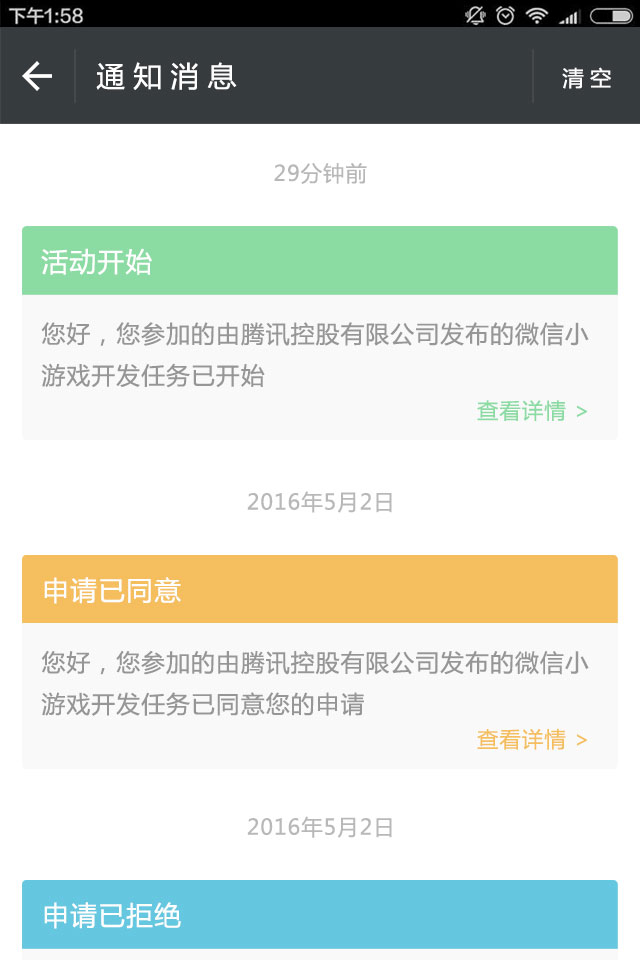 下午1:58
通知消息
清空
29分钟前
活动开始
您好，您参加的由腾讯控股有限公司发布的微信小
游戏开发任务已开始
查看详情 >
2016年5月2日
申请已同意
您好，您参加的由腾讯控股有限公司发布的微信小
游戏开发任务已同意您的申请
查看详情 >
2016年5月2日
申请已拒绝